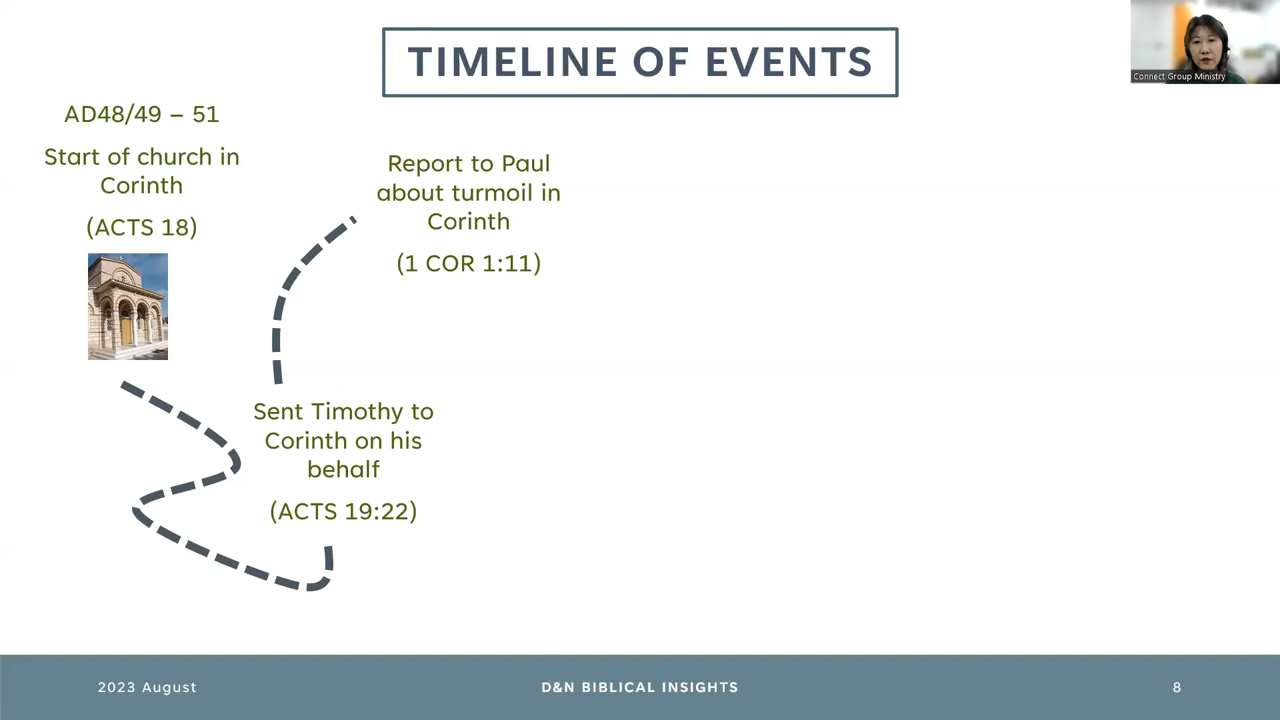 TIMELINE OF EVENTS
Connect Group Ministry
AD48/49 – 51
Start of church in
Corinth
(ACTS 18)
Report to Paul
about turmoil in
Corinth
(1 COR 1:11)
Sent Timothy to
Corinth on his
behalf
(ACTS 19:22)
2023 August
D&N BIBLICAL INSIGHTS
8